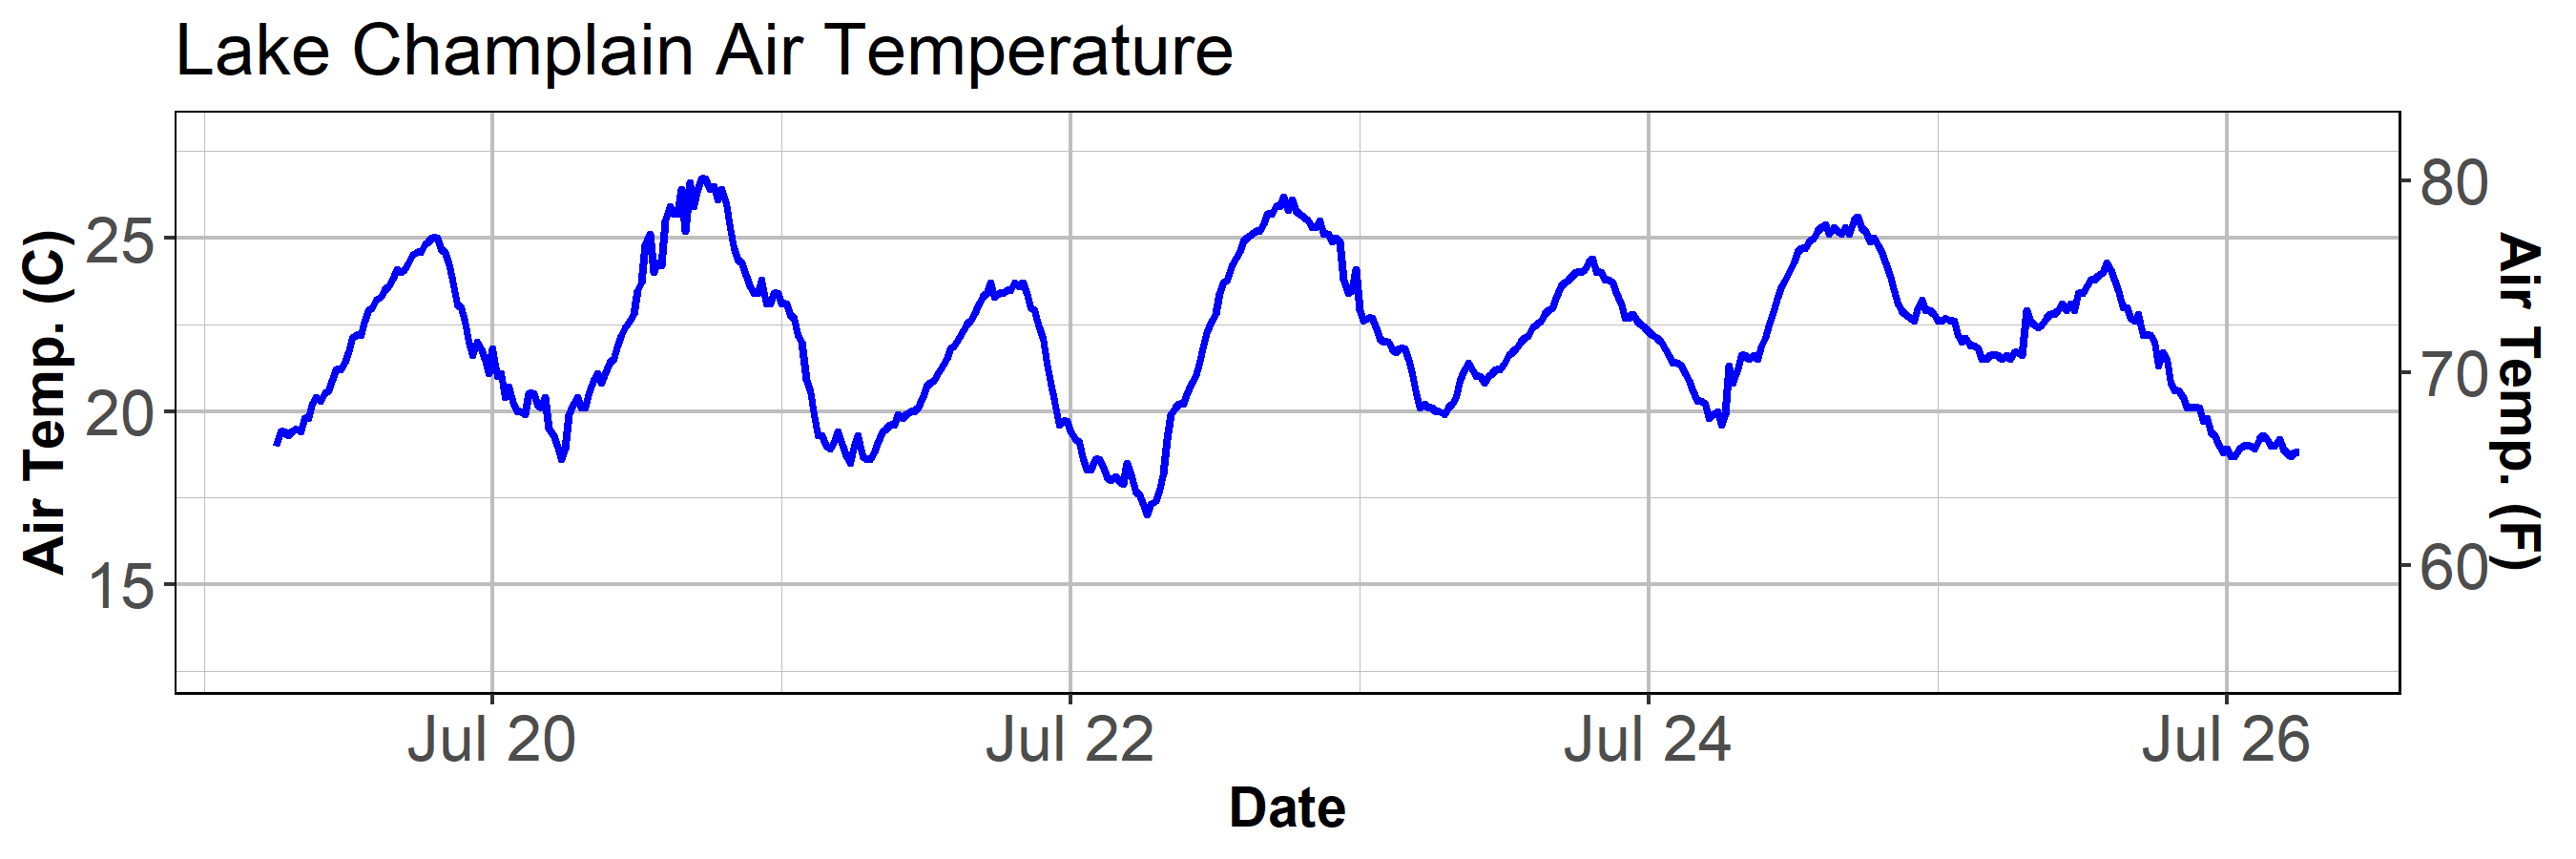 Lake Champlain Air Temperature
Air Temp. (C)
25
20
15
80
70
60
Air Temp. (F)
Jul 20
Jul 22
Jul 24
Jul 26
Date